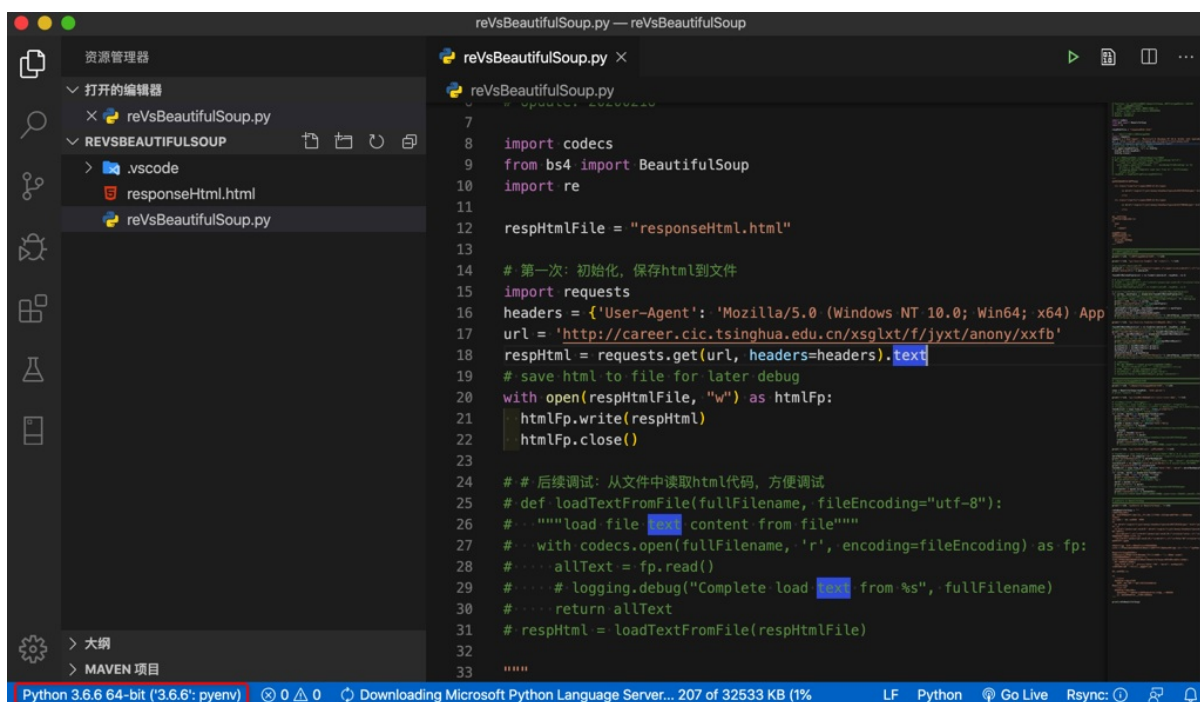 reVsBeautifulSoup.py — reVsBeautifulSoup
资源管理器
打开的编辑器
reVsBeautifulSoup.py
REVSBEAUTIFULSOUP
.vscode
responseHtml.html
reVsBeautifulSoup.py
大纲
MAVEN 项目
reVsBeautifulSoup.py
reVsBeautifulSoup.py
7
8 import codecs
9 from bs4 import BeautifulSoup
10 import re
11
12 respHtmlFile = "responseHtml.html"
13
14 # 第一次：初始化，保存html到文件
15 import requests
16 headers = {'User-Agent': 'Mozilla/5.0 (Windows NT 10.0; Win64; x64) App
17 url = 'http://career.cic.tsinghua.edu.cn/xsglxt/f/jyxt/anony/xxfb'
18 respHtml = requests.get(url, headers=headers).text
19 # save html to file for later debug
20 with open(respHtmlFile, "w") as htmlFp:
21 htmlFp.write(respHtml)
22 htmlFp.close()
23
24 # # 后续调试：从文件中读取html代码，方便调试
25 # def loadTextFromFile(fullFilename, fileEncoding="utf-8"):
26 # """load file text content from file"""
27 # with codecs.open(fullFilename, 'r', encoding=fileEncoding) as fp:
28 # allText = fp.read()
29 # # logging.debug("Complete load text from %s", fullFilename)
30 # return allText
31 # respHtml = loadTextFromFile(respHtmlFile)
32
33 """
Python 3.6.6 64-bit ('3.6.6': pyenv) 0 0 Downloading Microsoft Python Language Server... 207 of 32533 KB (1% LF Python Go Live Rsync: